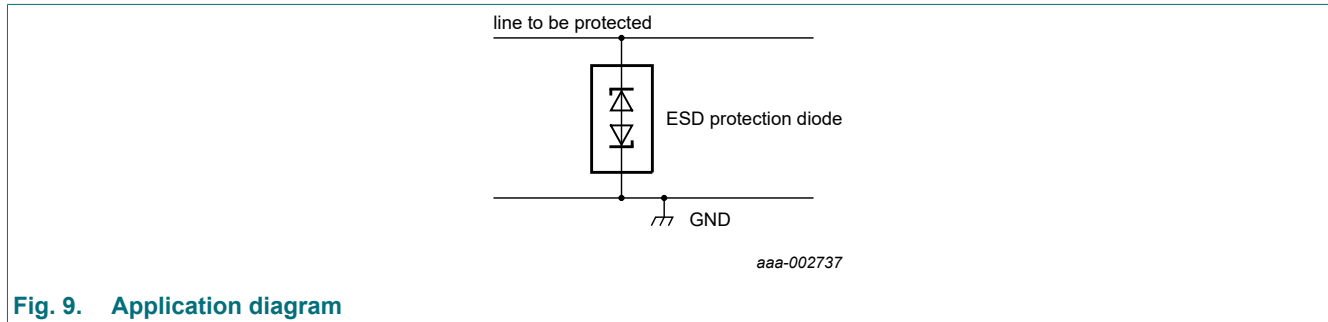 line to be protected
ESD protection diode
GND
aaa-002737
Fig. 9. Application diagram